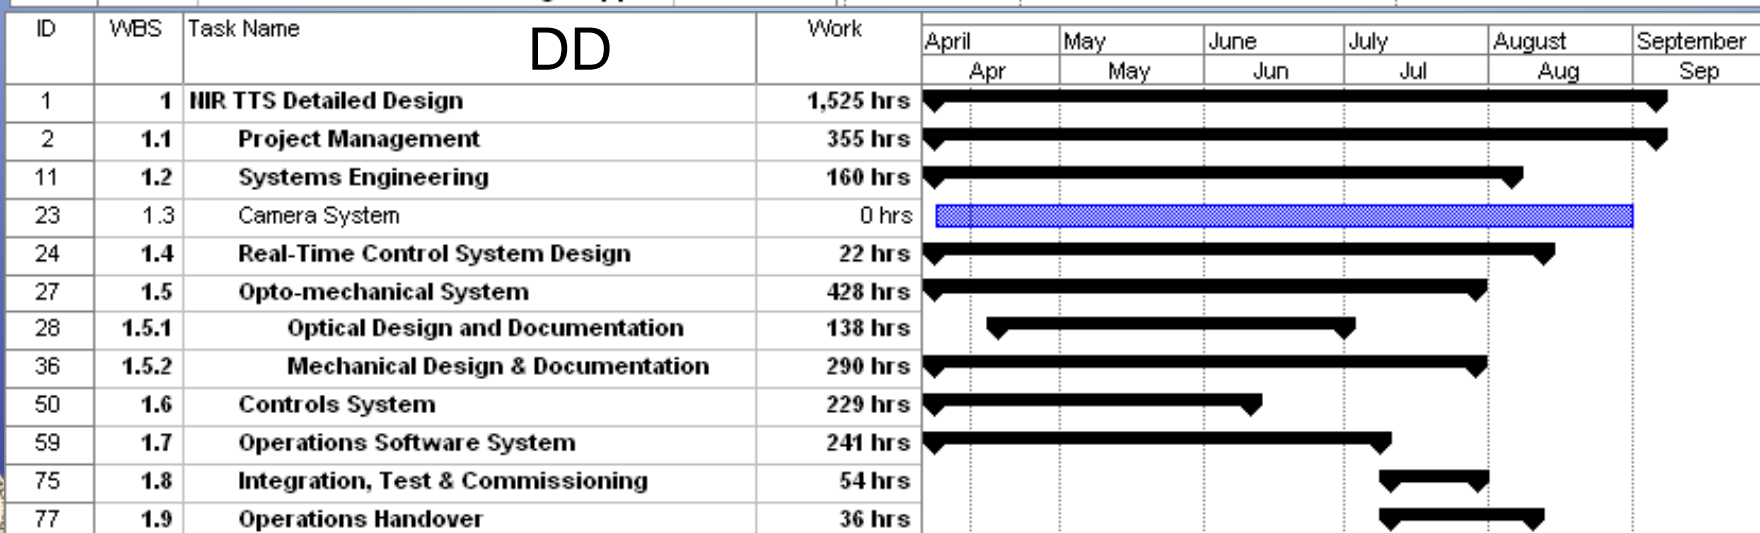 ID WBS Task Name DD Work
April May June July August September
Apr May Jun Jul Aug Sep
1 1 NIR TTS Detailed Design 1,525 hrs
2 1.1 Project Management 355 hrs
11 1.2 Systems Engineering 160 hrs
23 1.3 Camera System 0 hrs
24 1.4 Real-Time Control System Design 22 hrs
27 1.5 Opto-mechanical System 428 hrs
28 1.5.1 Optical Design and Documentation 138 hrs
36 1.5.2 Mechanical Design & Documentation 290 hrs
50 1.6 Controls System 229 hrs
59 1.7 Operations Software System 241 hrs
75 1.8 Integration, Test & Commissioning 54 hrs
77 1.9 Operations Handover 36 hrs